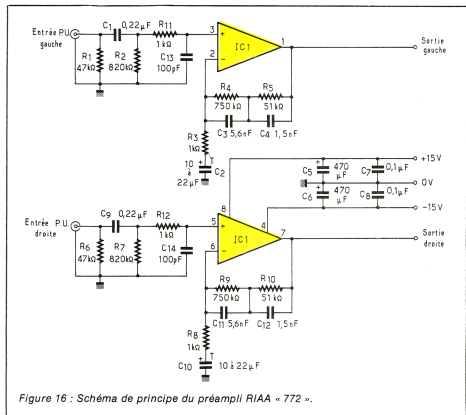 Entrée P.U. gauche
C1 0,22µF
R11 1kΩ
R1 47kΩ
R2 820kΩ
C13 100pF
3 +
2 −
IC1
1
Sortie gauche
R4 750kΩ
R5 51kΩ
C3 5,6nF
C4 1,5nF
R3 1kΩ
10 à 22µF
+ T C2
+15V
C5 + 470 µF
C7 0,1µF
0V
C6 + 470 µF
C8 0,1µF
−15V
Entrée P.U. droite
C9 0,22µF
R12 1kΩ
R6 47kΩ
R7 820kΩ
C14 100pF
8
5 +
6 −
IC1
4
7
Sortie droite
R9 750kΩ
R10 51kΩ
C11 5,6nF
C12 1,5nF
R8 1kΩ
C10 + T 10 à 22µF
Figure 16 : Schéma de principe du préampli RIAA « 772 ».